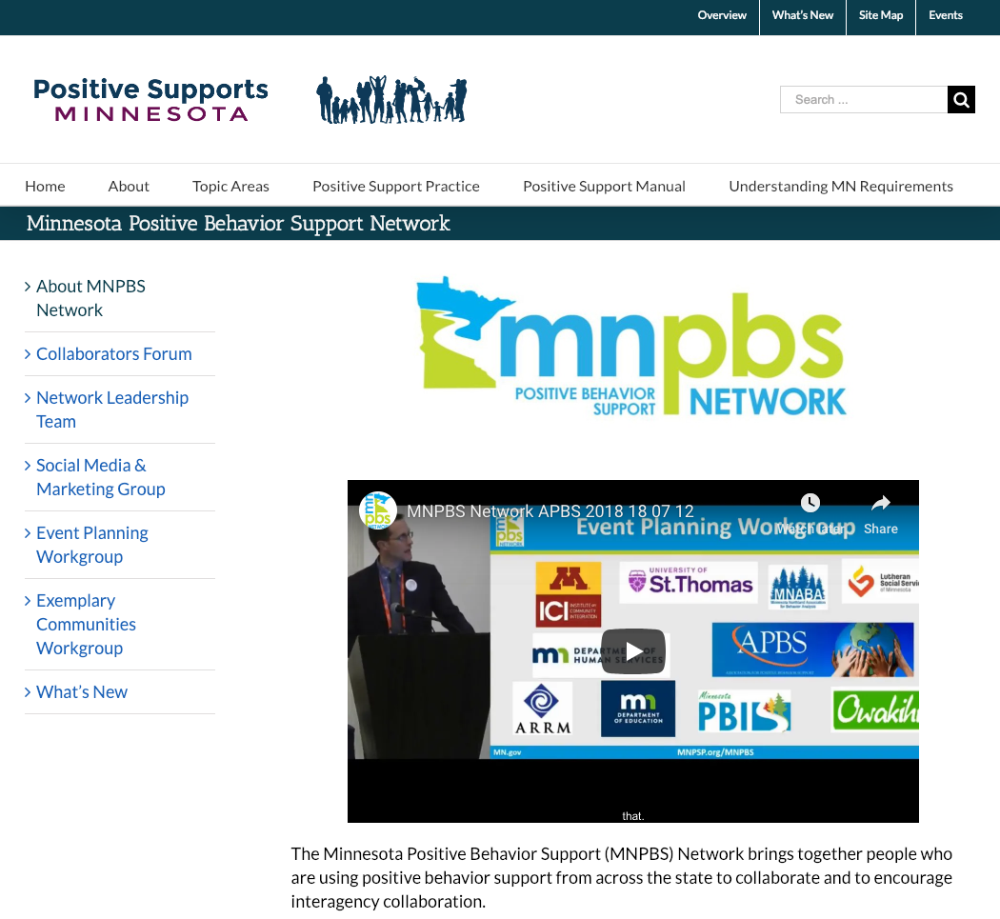 Overview
What's New
Site Map
Events
Positive Supports
MINNESOTA
Search ...
Home
About
Topic Areas
Positive Support Practice
Positive Support Manual
Understanding MN Requirements
Minnesota Positive Behavior Support Network
About MNPBS
Network
Collaborators Forum
Network Leadership
Team
Social Media &
Marketing Group
Event Planning
Workgroup
Exemplary
Communities
Workgroup
What's New
mnpbs
POSITIVE BEHAVIOR
SUPPORT
NETWORK
pbs
MNPBS Network APBS 2018 18 07 12
Watch later
Share
pbs
NETWORK
Event Planning Workgroup
M
ICI
INSTITUTE on
COMMUNITY
INTEGRATION
UNIVERSITY OF
St.Thomas
MNABA
Lutheran
Social Servic
of Minnesota
mn DEPARTMENT OF
HUMAN SERVICES
APBS
ARRM
mn
DEPARTMENT
OF EDUCATION
Minnesota
PBIS
Owakihi
MN.gov
MNPSP.org/MNPBS
that.
The Minnesota Positive Behavior Support (MNPBS) Network brings together people who
are using positive behavior support from across the state to collaborate and to encourage
interagency collaboration.